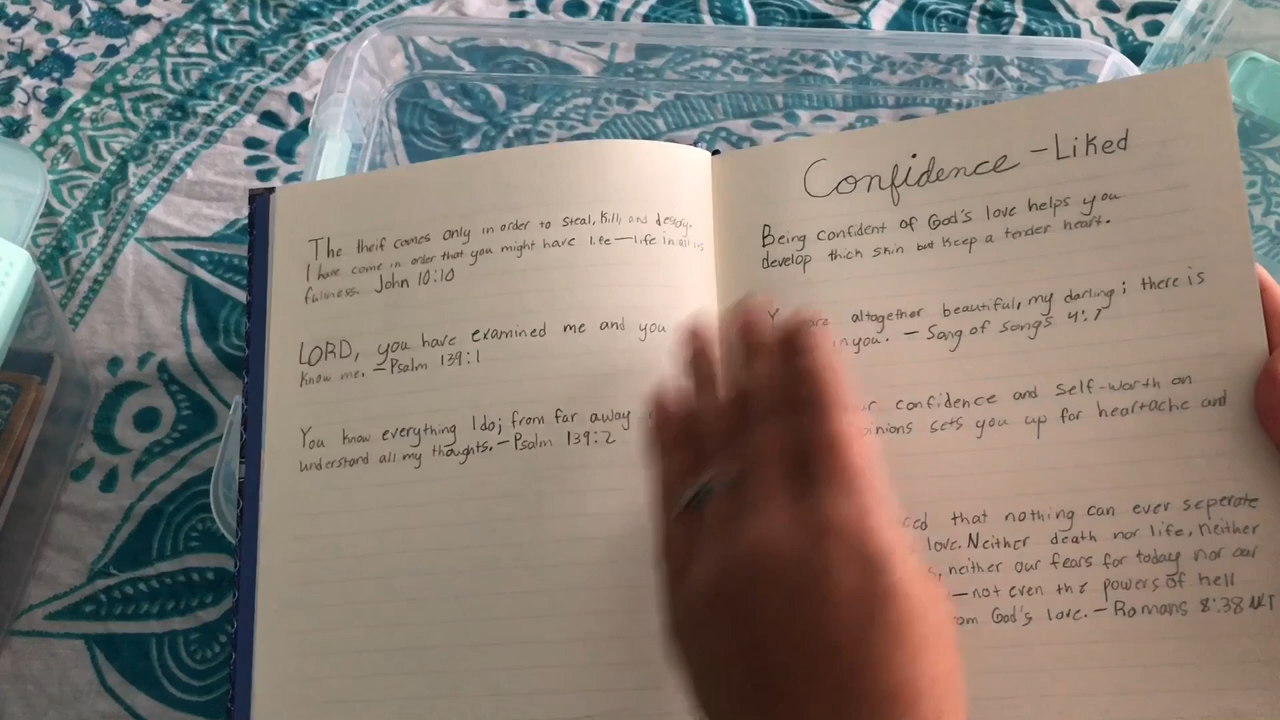 The theif comes only in order to steal, kill, and destroy.
I have come in order that you might have life—life in all its
fullness. John 10:10
LORD, you have examined me and you
know me. —Psalm 139:1
You know everything I do; from far away
understand all my thoughts. —Psalm 139:2
Confidence -Liked
Being confident of God's love helps you
develop thick skin but keep a tender heart.
are altogether beautiful, my darling; there is
in you. — Song of Songs 4:7
confidence and self-worth on
sets you up for heartache and
that nothing can ever seperate
love. Neither death nor life, neither
neither our fears for today nor our
—not even the powers of hell
God's love. —Romans 8:38 NLT